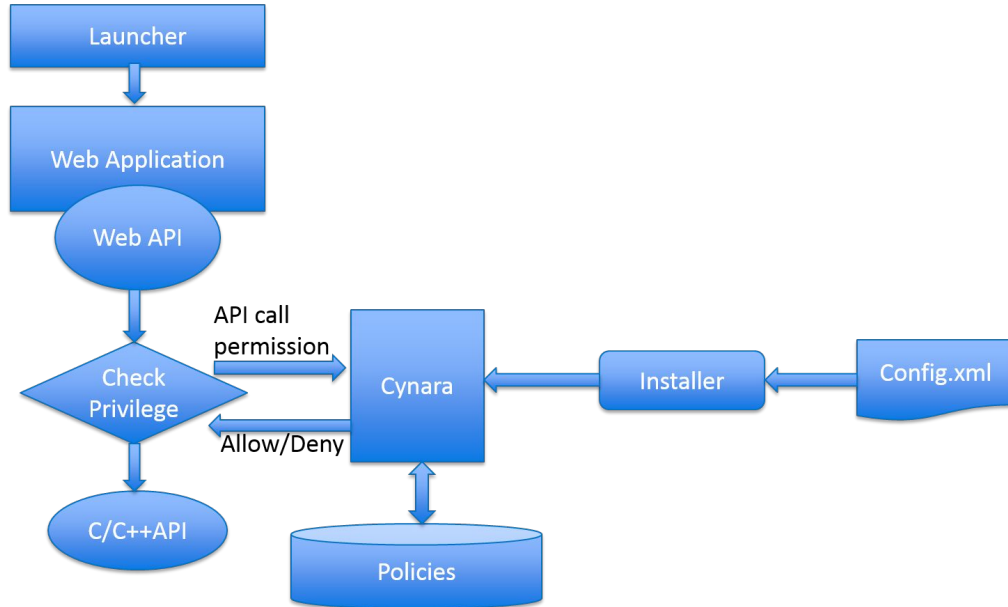 Launcher
Web Application
Web API
API call
permission
Check
Privilege
Cynara
Installer
Config.xml
Allow/Deny
C/C++API
Policies